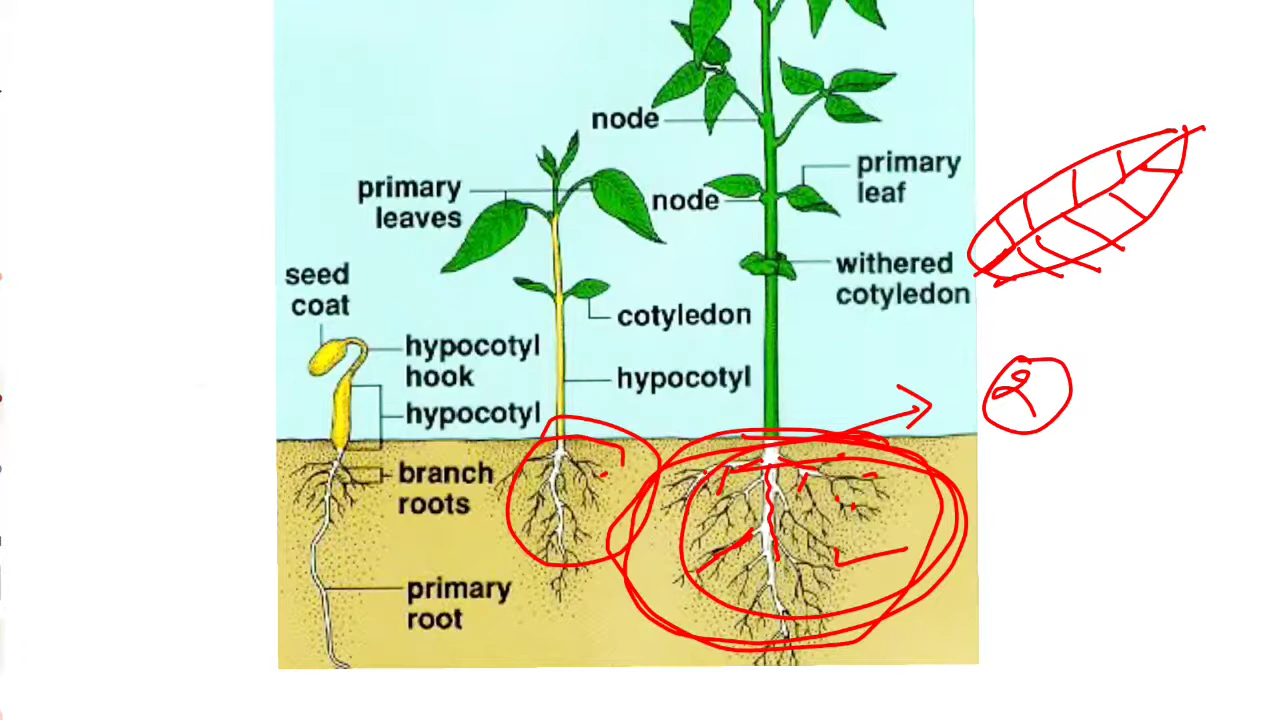 node
primary
leaf
primary
leaves
node
withered
cotyledon
seed
coat
cotyledon
hypocotyl
hook
hypocotyl
hypocotyl
branch
roots
primary
root